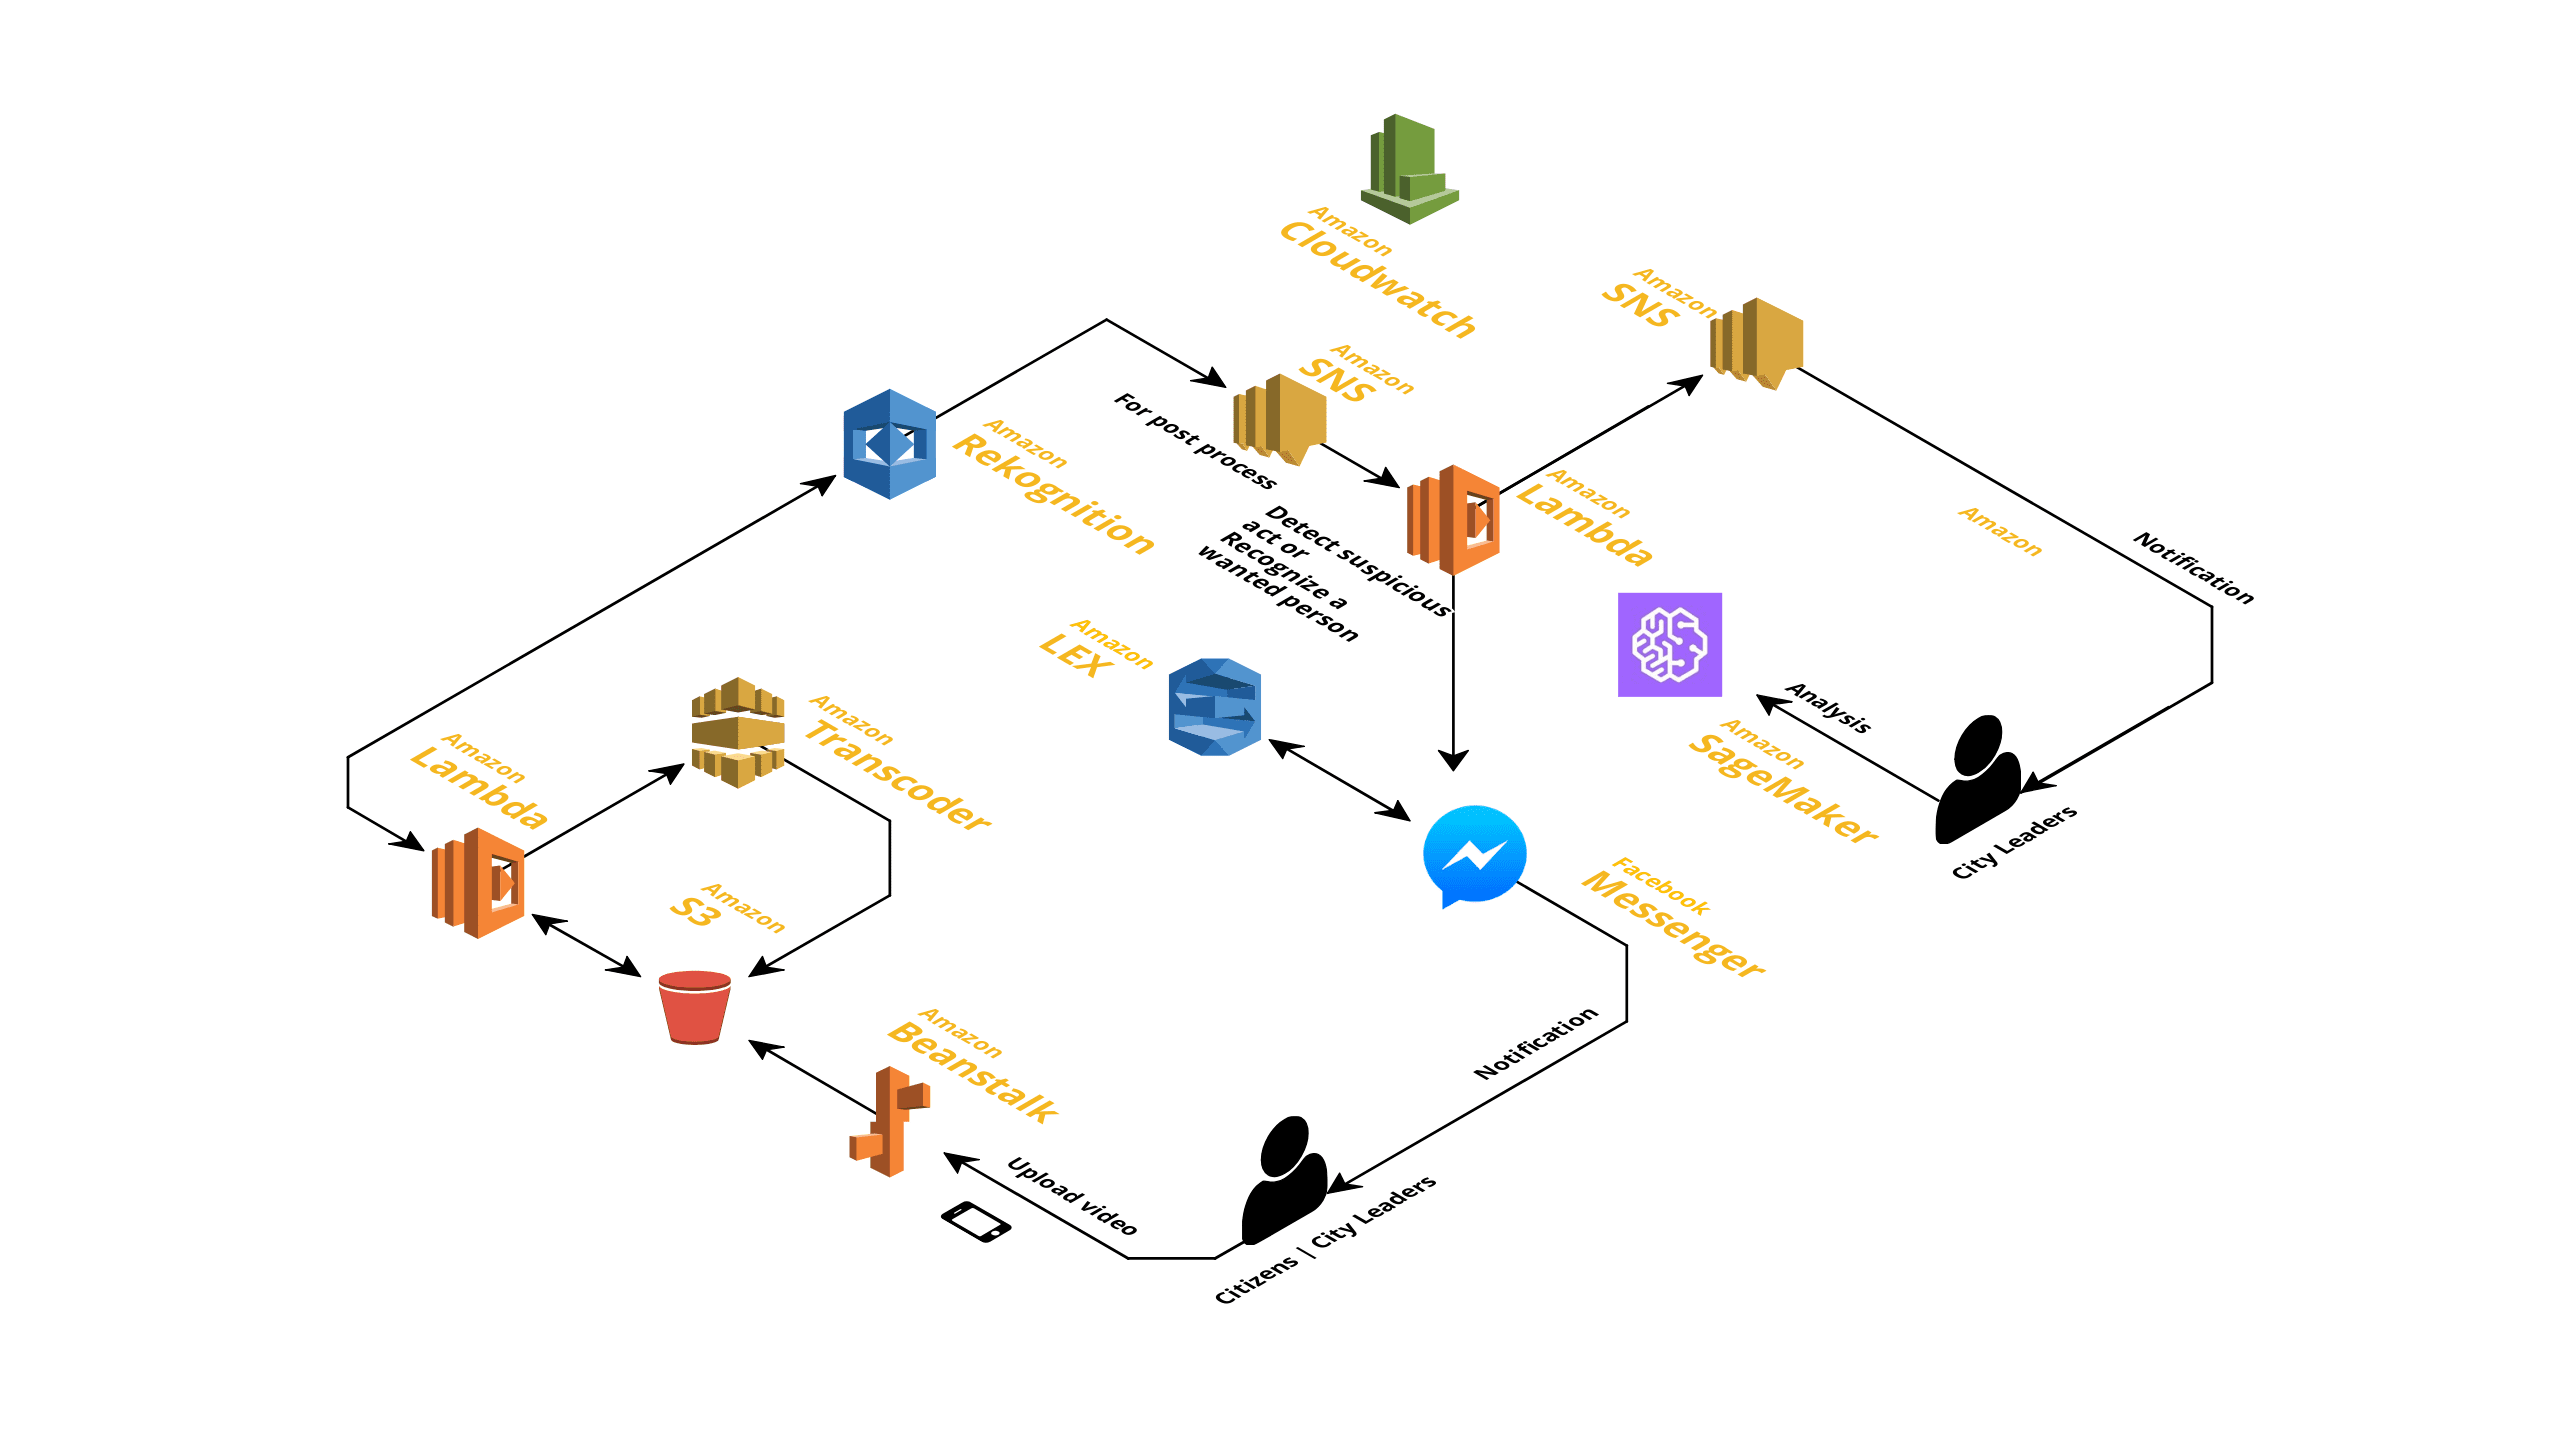 Amazon
Cloudwatch
Amazon
SNS
Amazon
SNS
For post process
Amazon
Rekognition
Amazon
Lambda
Detect suspicious
act or
Recognize a
wanted person
Amazon
Notification
Amazon
LEX
Analysis
Amazon
SageMaker
City Leaders
Amazon
Transcoder
Amazon
Lambda
Amazon
S3
Facebook
Messenger
Amazon
Beanstalk
Notification
Upload video
Citizens | City Leaders